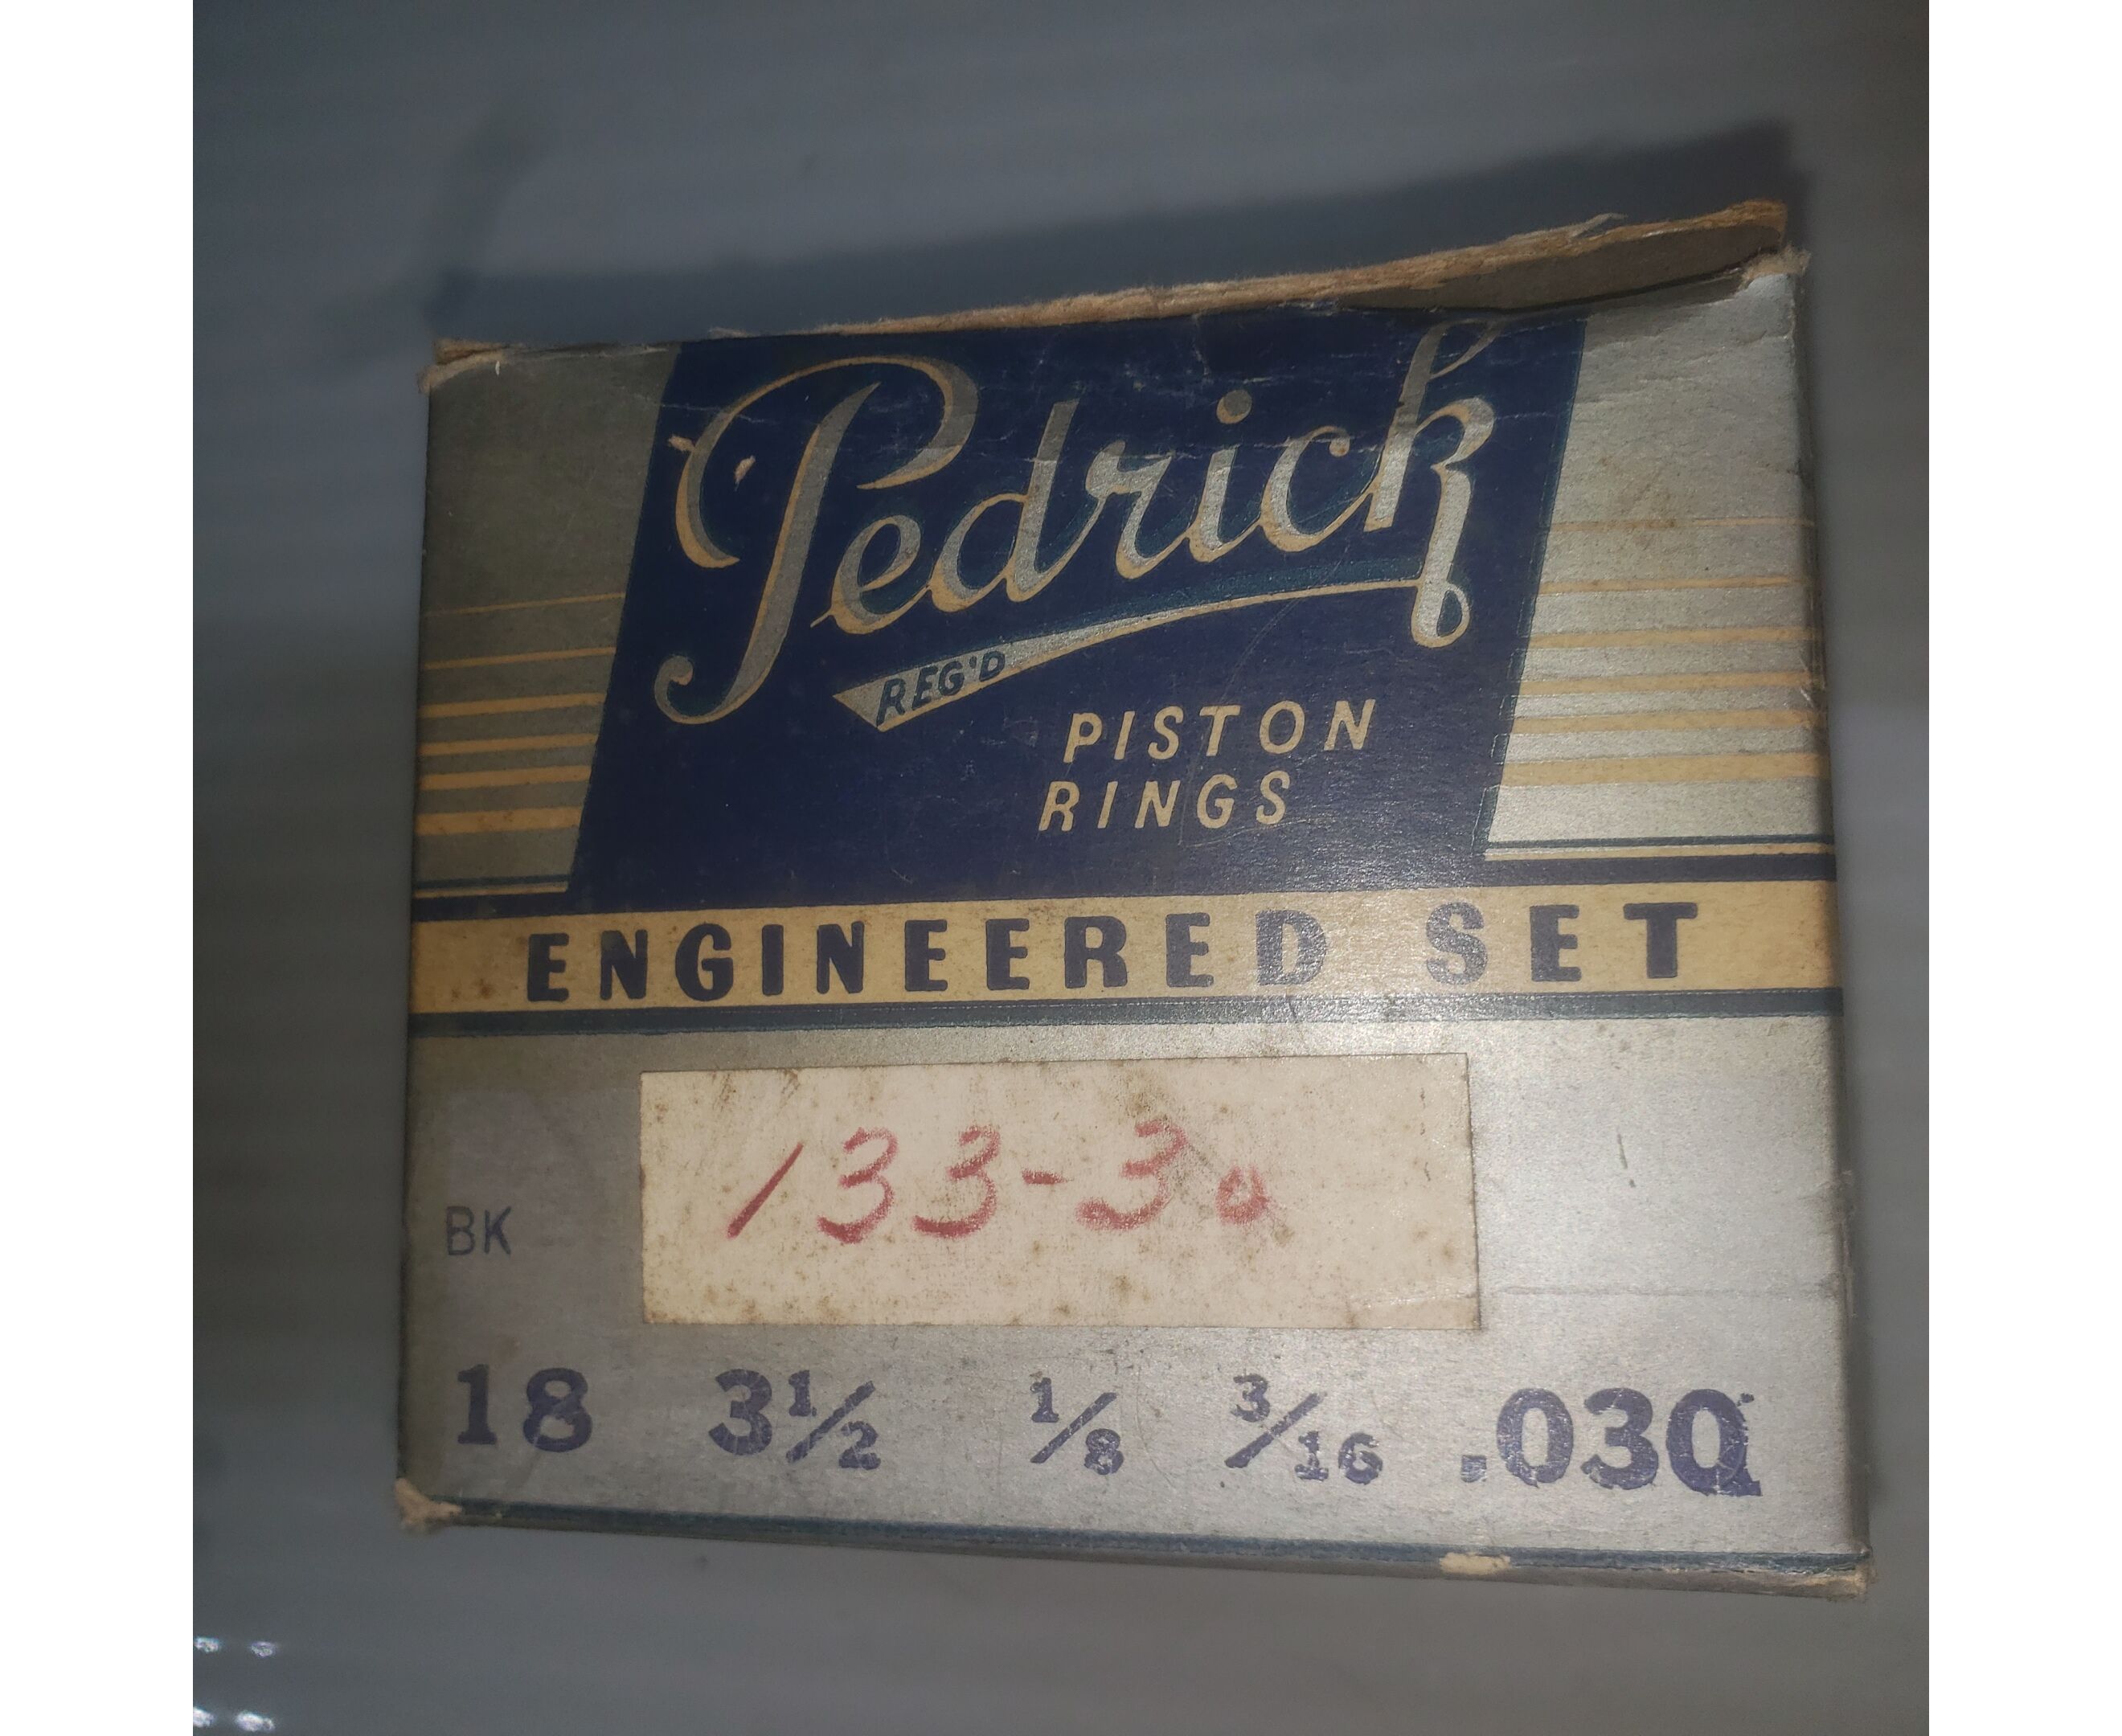 Pedrick
REG'D
PISTON
RINGS
ENGINEERED SET
133-30
BK
18 3½ 1/8 3/16 .030